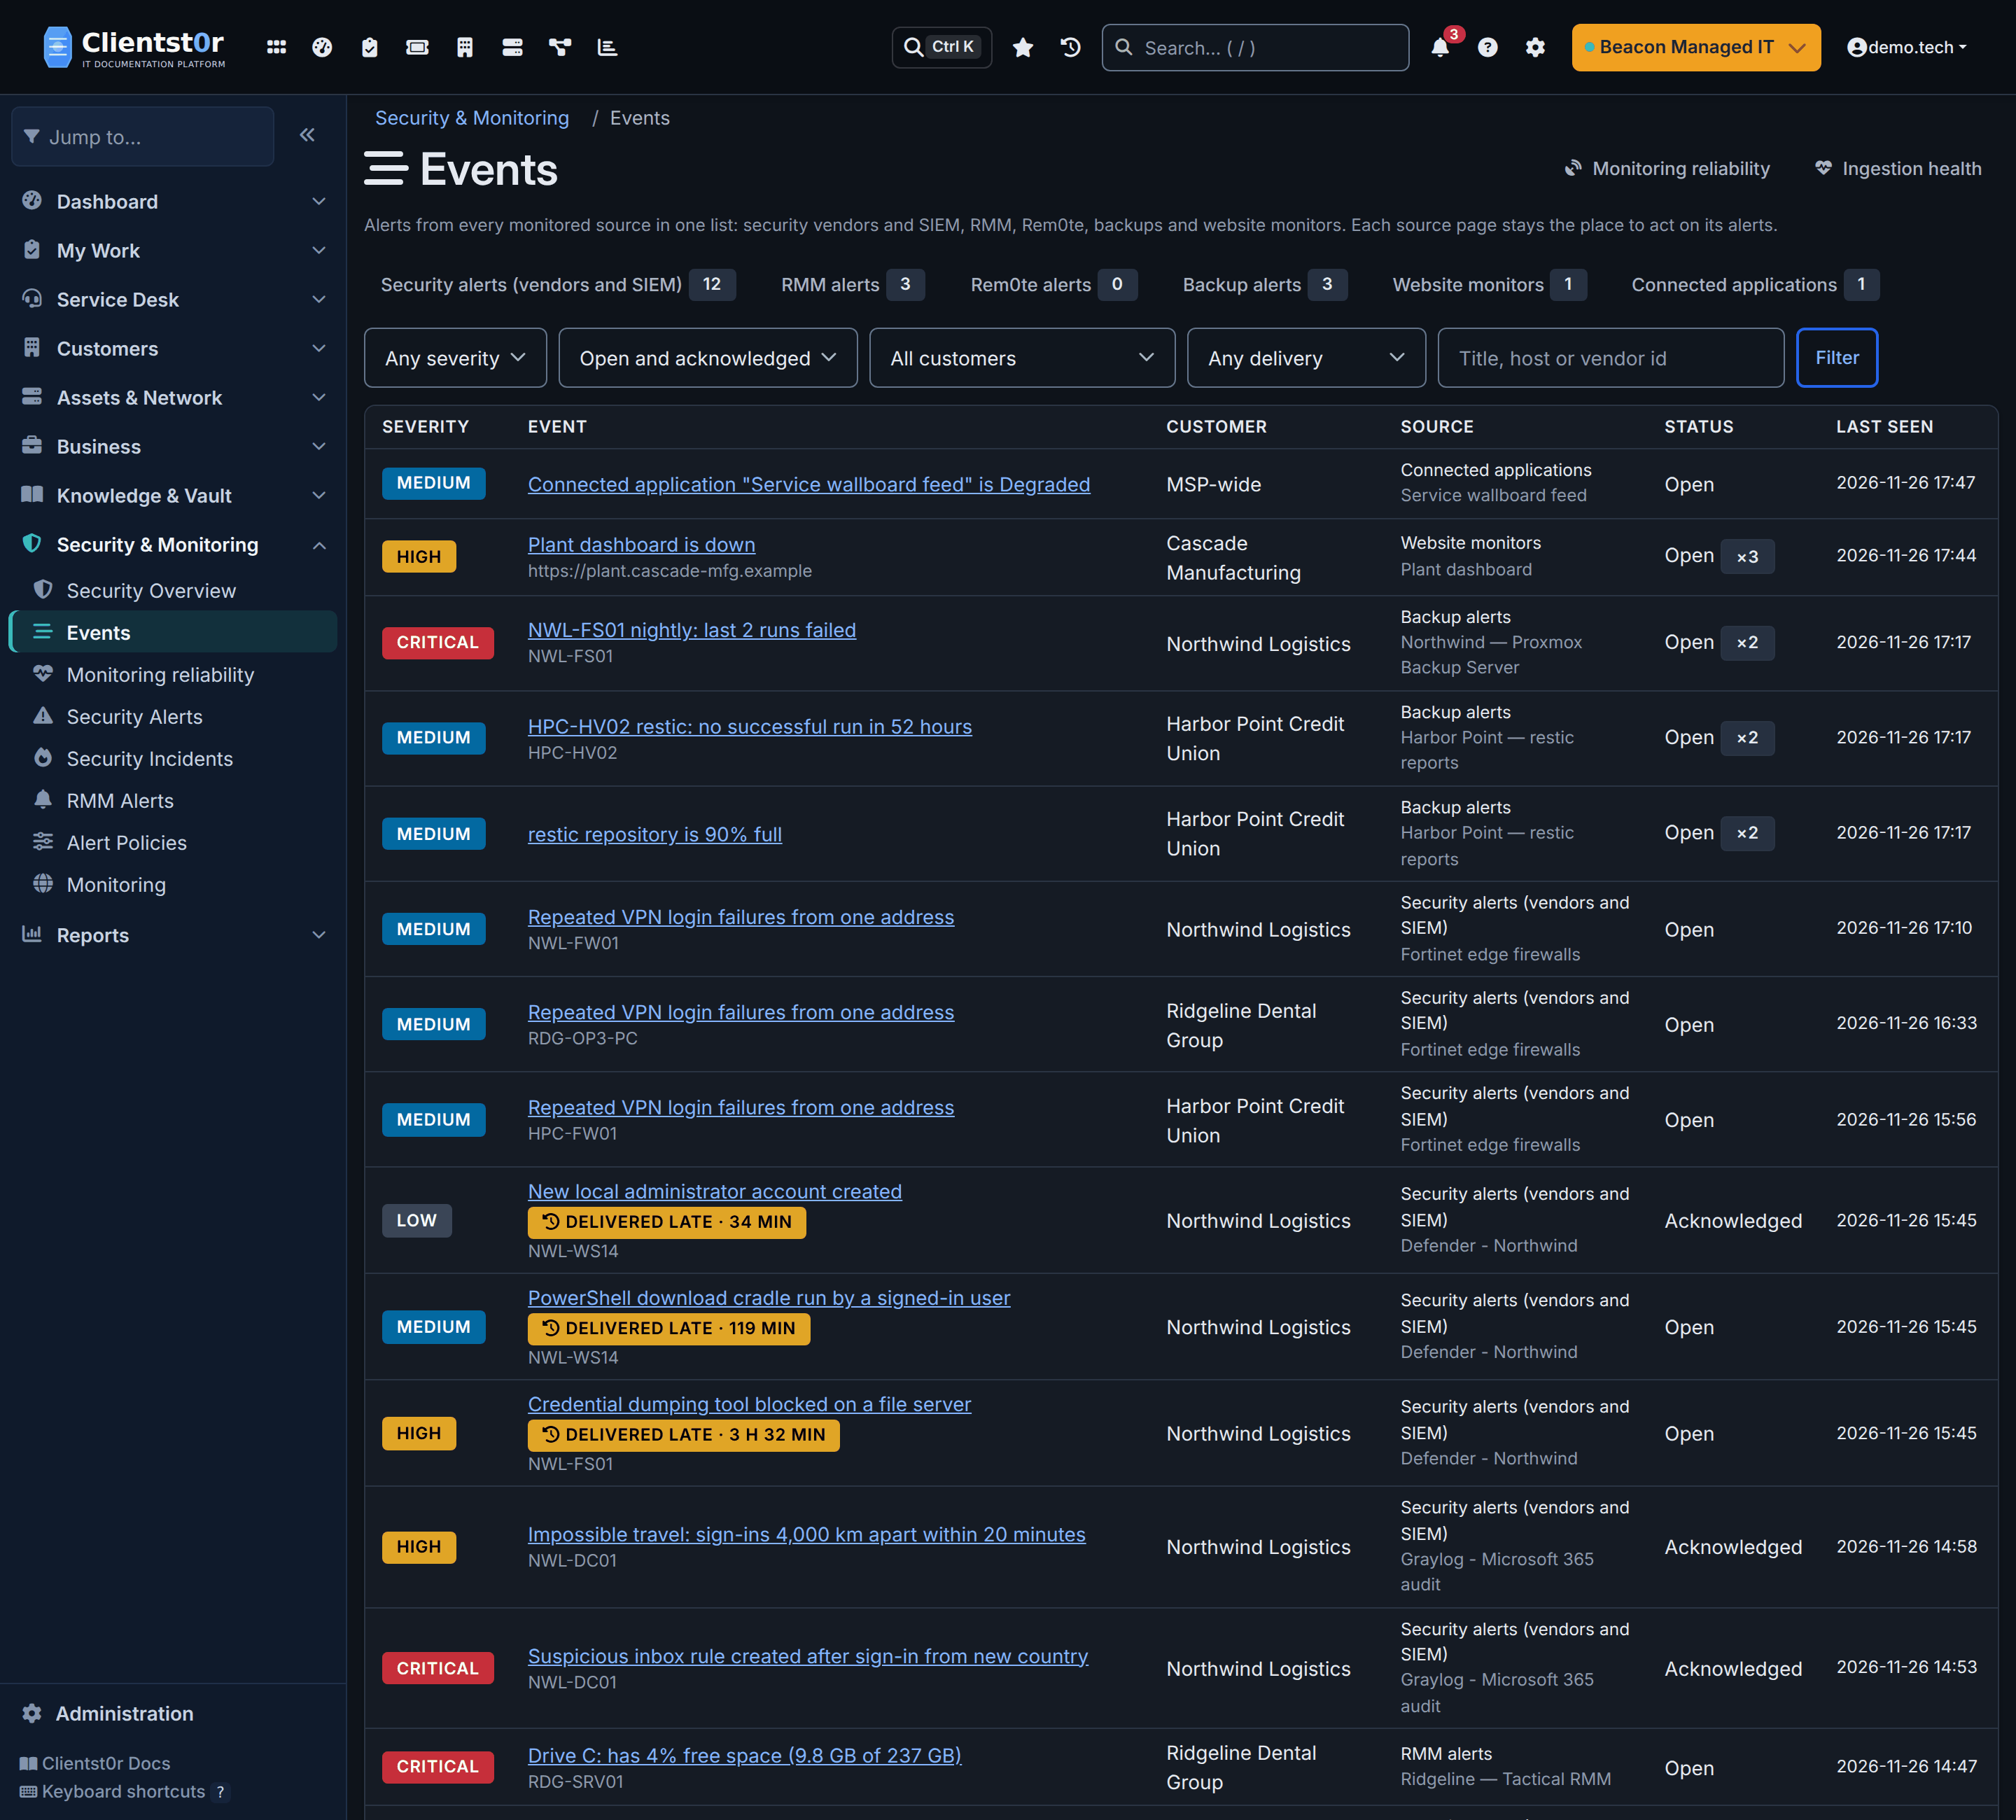 Clientst0r
IT DOCUMENTATION PLATFORM
Ctrl K
Search... ( / )
3
Beacon Managed IT
demo.tech
Jump to...
Dashboard
My Work
Service Desk
Customers
Assets & Network
Business
Knowledge & Vault
Security & Monitoring
Security Overview
Events
Monitoring reliability
Security Alerts
Security Incidents
RMM Alerts
Alert Policies
Monitoring
Reports
Administration
Clientst0r Docs
Keyboard shortcuts ?
Security & Monitoring / Events
Events
Monitoring reliability
Ingestion health
Alerts from every monitored source in one list: security vendors and SIEM, RMM, Rem0te, backups and website monitors. Each source page stays the place to act on its alerts.
Security alerts (vendors and SIEM) 12
RMM alerts 3
Rem0te alerts 0
Backup alerts 3
Website monitors 1
Connected applications 1
Any severity
Open and acknowledged
All customers
Any delivery
Title, host or vendor id
Filter
SEVERITY EVENT CUSTOMER SOURCE STATUS LAST SEEN
MEDIUM
Connected application "Service wallboard feed" is Degraded
MSP-wide
Connected applications
Service wallboard feed
Open
2026-11-26 17:47
HIGH
Plant dashboard is down
https://plant.cascade-mfg.example
Cascade
Manufacturing
Website monitors
Plant dashboard
Open ×3
2026-11-26 17:44
CRITICAL
NWL-FS01 nightly: last 2 runs failed
NWL-FS01
Northwind Logistics
Backup alerts
Northwind — Proxmox
Backup Server
Open ×2
2026-11-26 17:17
MEDIUM
HPC-HV02 restic: no successful run in 52 hours
HPC-HV02
Harbor Point Credit
Union
Backup alerts
Harbor Point — restic
reports
Open ×2
2026-11-26 17:17
MEDIUM
restic repository is 90% full
Harbor Point Credit
Union
Backup alerts
Harbor Point — restic
reports
Open ×2
2026-11-26 17:17
MEDIUM
Repeated VPN login failures from one address
NWL-FW01
Northwind Logistics
Security alerts (vendors and
SIEM)
Fortinet edge firewalls
Open
2026-11-26 17:10
MEDIUM
Repeated VPN login failures from one address
RDG-OP3-PC
Ridgeline Dental
Group
Security alerts (vendors and
SIEM)
Fortinet edge firewalls
Open
2026-11-26 16:33
MEDIUM
Repeated VPN login failures from one address
HPC-FW01
Harbor Point Credit
Union
Security alerts (vendors and
SIEM)
Fortinet edge firewalls
Open
2026-11-26 15:56
LOW
New local administrator account created
DELIVERED LATE · 34 MIN
NWL-WS14
Northwind Logistics
Security alerts (vendors and
SIEM)
Defender - Northwind
Acknowledged
2026-11-26 15:45
MEDIUM
PowerShell download cradle run by a signed-in user
DELIVERED LATE · 119 MIN
NWL-WS14
Northwind Logistics
Security alerts (vendors and
SIEM)
Defender - Northwind
Open
2026-11-26 15:45
HIGH
Credential dumping tool blocked on a file server
DELIVERED LATE · 3 H 32 MIN
NWL-FS01
Northwind Logistics
Security alerts (vendors and
SIEM)
Defender - Northwind
Open
2026-11-26 15:45
HIGH
Impossible travel: sign-ins 4,000 km apart within 20 minutes
NWL-DC01
Northwind Logistics
Security alerts (vendors and
SIEM)
Graylog - Microsoft 365
audit
Acknowledged
2026-11-26 14:58
CRITICAL
Suspicious inbox rule created after sign-in from new country
NWL-DC01
Northwind Logistics
Security alerts (vendors and
SIEM)
Graylog - Microsoft 365
audit
Acknowledged
2026-11-26 14:53
CRITICAL
Drive C: has 4% free space (9.8 GB of 237 GB)
RDG-SRV01
Ridgeline Dental
Group
RMM alerts
Ridgeline — Tactical RMM
Open
2026-11-26 14:47